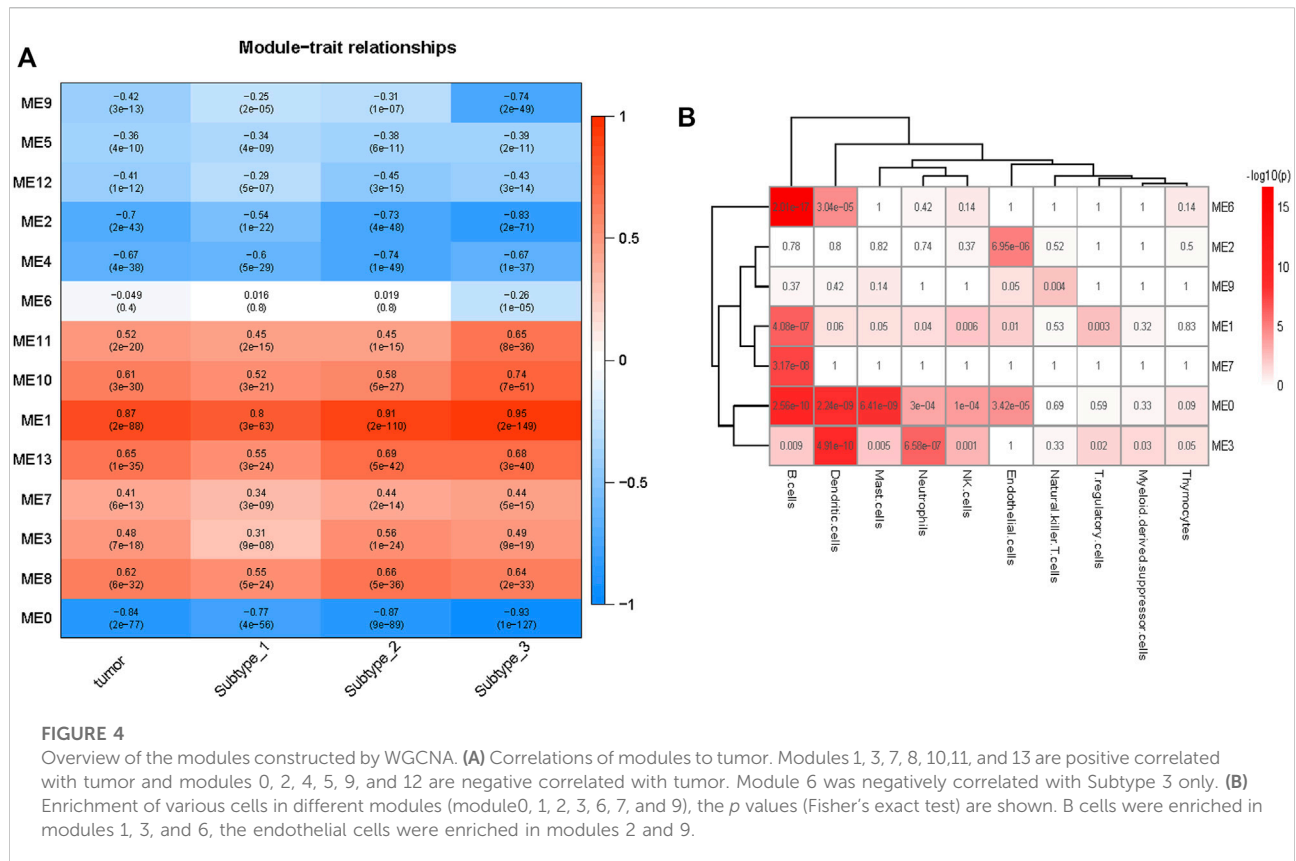 A
Module−trait relationships
ME9
−0.42 −0.25 −0.31 −0.74
(3e−13) (2e−05) (1e−07) (2e−49)
ME5
−0.36 −0.34 −0.38 −0.39
(4e−10) (4e−09) (6e−11) (2e−11)
ME12
−0.41 −0.29 −0.45 −0.43
(1e−12) (5e−07) (3e−15) (3e−14)
ME2
−0.7 −0.54 −0.73 −0.83
(2e−43) (1e−22) (4e−48) (2e−71)
ME4
−0.67 −0.6 −0.74 −0.67
(4e−38) (5e−29) (1e−49) (1e−37)
ME6
−0.049 0.016 0.019 −0.26
(0.4) (0.8) (0.8) (1e−05)
ME11
0.52 0.45 0.45 0.65
(2e−20) (2e−15) (1e−15) (8e−36)
ME10
0.61 0.52 0.58 0.74
(3e−30) (3e−21) (5e−27) (7e−51)
ME1
0.87 0.8 0.91 0.95
(2e−88) (3e−63) (2e−110) (2e−149)
ME13
0.65 0.55 0.69 0.68
(1e−35) (3e−24) (5e−42) (3e−40)
ME7
0.41 0.34 0.44 0.44
(6e−13) (3e−09) (2e−14) (5e−15)
ME3
0.48 0.31 0.56 0.49
(7e−18) (9e−08) (1e−24) (9e−19)
ME8
0.62 0.55 0.66 0.64
(6e−32) (5e−24) (5e−36) (2e−33)
ME0
−0.84 −0.77 −0.87 −0.93
(2e−77) (4e−56) (9e−89) (1e−127)
tumor Subtype_1 Subtype_2 Subtype_3
1
0.5
0
−0.5
−1
B
3.04e−05 1 0.42 0.14 1 1 1 1 0.14 ME6
0.78 0.8 0.82 0.74 0.37 6.95e−06 0.52 1 1 0.5 ME2
0.37 0.42 0.14 1 1 0.05 0.004 1 1 1 ME9
4.08e−07 0.06 0.05 0.04 0.006 0.01 0.53 0.003 0.32 0.83 ME1
3.17e−08 1 1 1 1 1 1 1 1 1 ME7
2.56e−10 2.24e−09 6.41e−09 3e−04 1e−04 3.42e−05 0.69 0.59 0.33 0.09 ME0
0.009 4.91e−10 0.005 6.58e−07 0.001 1 0.33 0.02 0.03 0.05 ME3
B.cells
Dendritic.cells
Mast.cells
Neutrophils
NK.cells
Endothelial.cells
Natural.killer.T.cells
T.regulatory.cells
Myeloid.derived.suppressor.cells
Thymocytes
-log10(p)
15
10
5
0
FIGURE 4
Overview of the modules constructed by WGCNA. (A) Correlations of modules to tumor. Modules 1, 3, 7, 8, 10,11, and 13 are positive correlated
with tumor and modules 0, 2, 4, 5, 9, and 12 are negative correlated with tumor. Module 6 was negatively correlated with Subtype 3 only. (B)
Enrichment of various cells in different modules (module0, 1, 2, 3, 6, 7, and 9), the p values (Fisher's exact test) are shown. B cells were enriched in
modules 1, 3, and 6, the endothelial cells were enriched in modules 2 and 9.